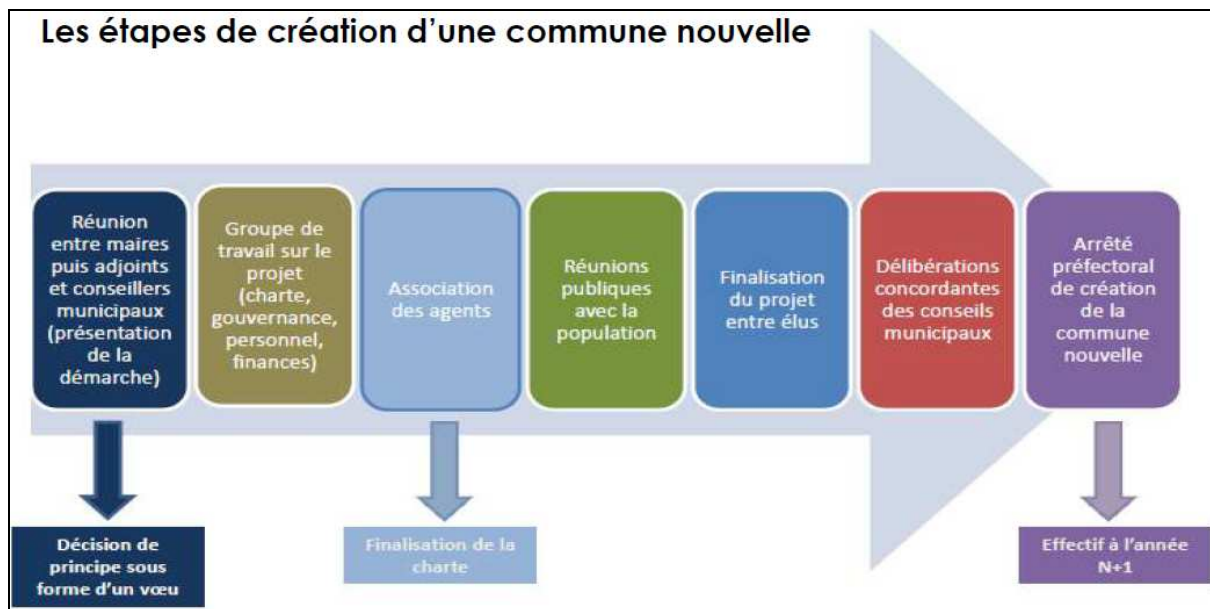 Les étapes de création d'une commune nouvelle
Réunion
entre maires
puis adjoints
et conseillers
municipaux
(présentation
de la
démarche)
Groupe de
travail sur le
projet
(charte,
gouvernance,
personnel,
finances)
Association
des agents
Réunions
publiques
avec la
population
Finalisation
du projet
entre élus
Délibérations
concordantes
des conseils
municipaux
Arrêté
préfectoral
de création
de la
commune
nouvelle
Décision de
principe sous
forme d'un vœu
Finalisation de la
charte
Effectif à l'année
N+1